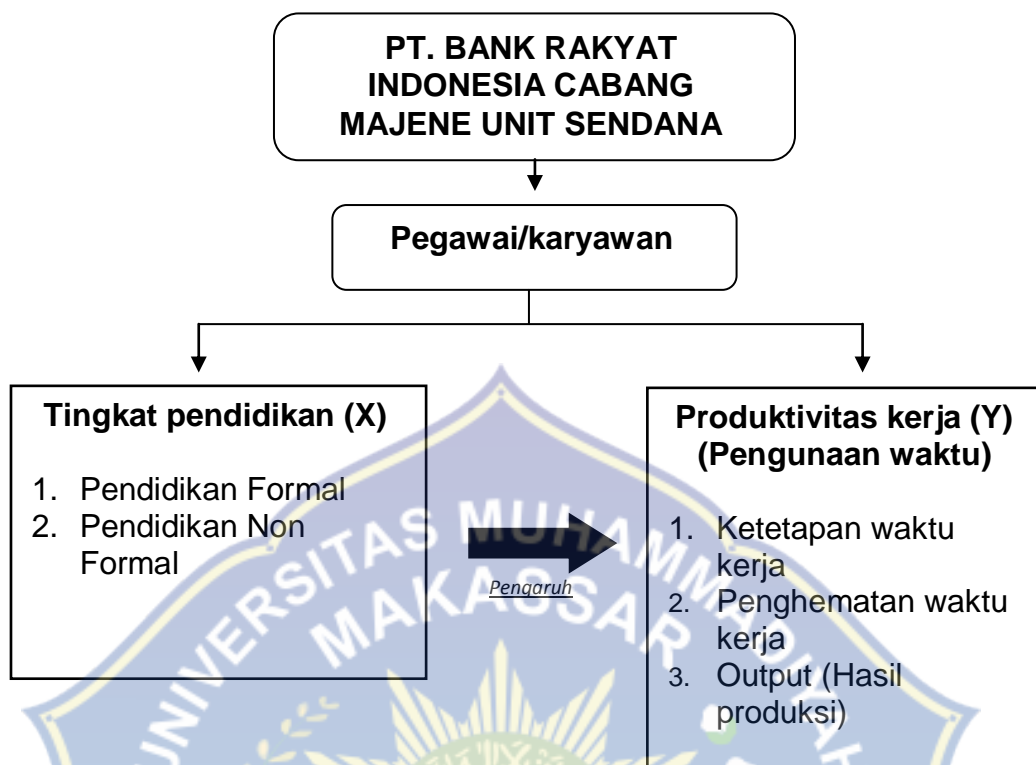 PT. BANK RAKYAT
INDONESIA CABANG
MAJENE UNIT SENDANA
Pegawai/karyawan
Tingkat pendidikan (X)
1. Pendidikan Formal
2. Pendidikan Non
Formal
Pengaruh
Produktivitas kerja (Y)
(Pengunaan waktu)
1. Ketetapan waktu
kerja
2. Penghematan waktu
kerja
3. Output (Hasil
produksi)
UNIVERSITAS MUHAMMADIYAH
MAKASSAR